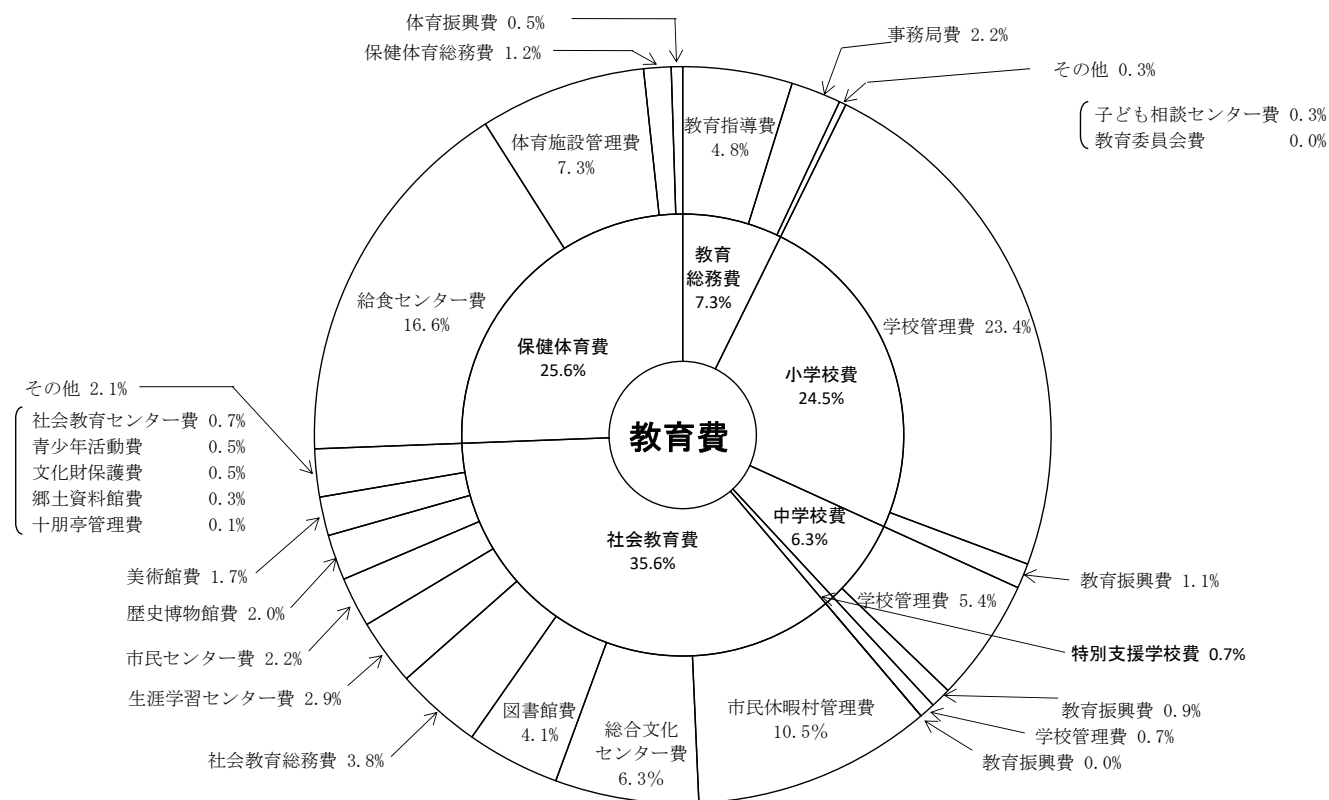 体育振興費 0.5%
保健体育総務費 1.2%
事務局費 2.2%
その他 0.3%
子ども相談センター費 0.3%
教育委員会費 0.0%
体育施設管理費
7.3%
教育指導費
4.8%
教育
総務費
7.3%
給食センター費
16.6%
学校管理費 23.4%
保健体育費
25.6%
小学校費
24.5%
その他 2.1%
社会教育センター費 0.7%
青少年活動費 0.5%
文化財保護費 0.5%
郷土資料館費 0.3%
十朋亭管理費 0.1%
教育費
中学校費
6.3%
社会教育費
35.6%
美術館費 1.7%
教育振興費 1.1%
学校管理費 5.4%
歴史博物館費 2.0%
特別支援学校費 0.7%
市民センター費 2.2%
生涯学習センター費 2.9%
教育振興費 0.9%
学校管理費 0.7%
教育振興費 0.0%
市民休暇村管理費
10.5%
図書館費
4.1%
総合文化
センター費
6.3%
社会教育総務費 3.8%